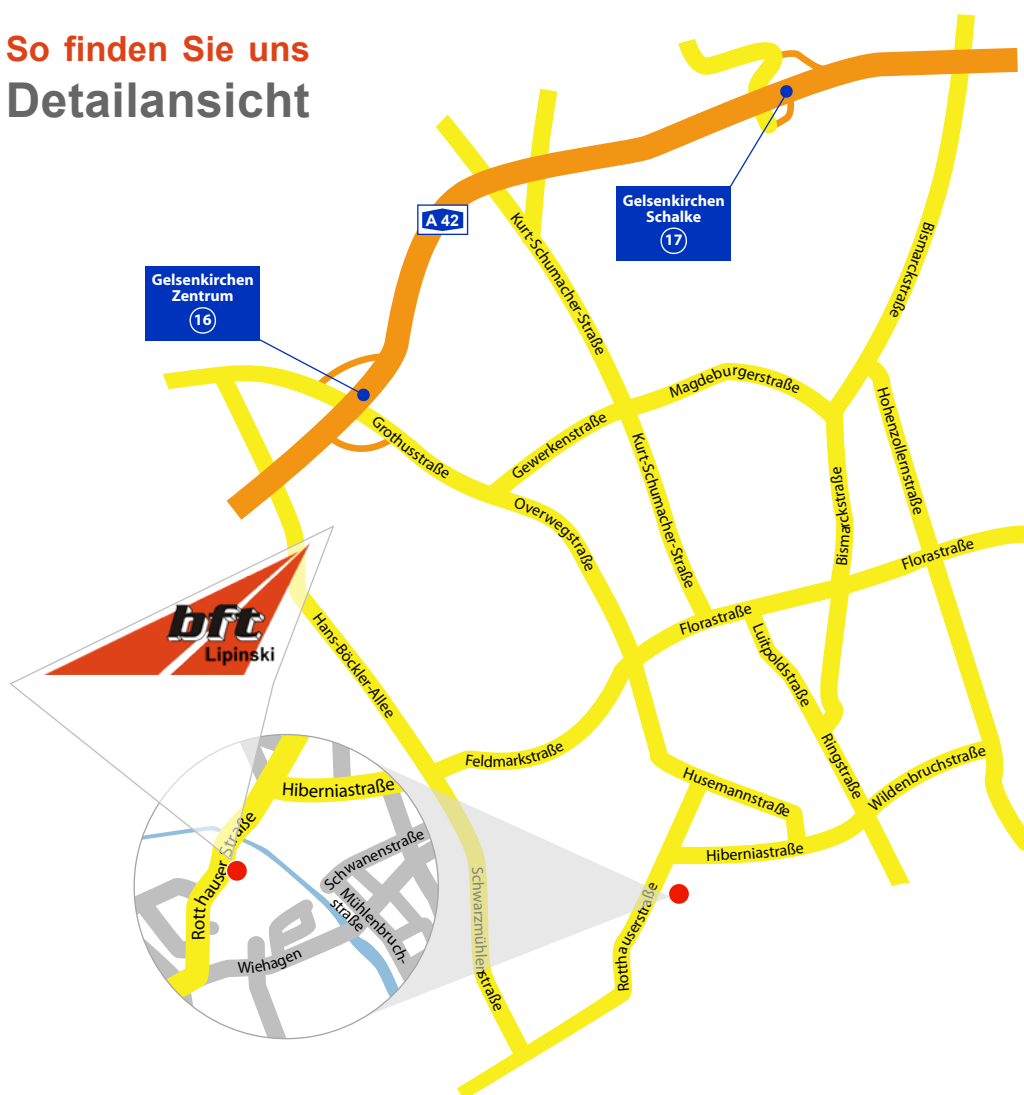 So finden Sie uns
Detailansicht
A 42
Gelsenkirchen
Schalke
17
Gelsenkirchen
Zentrum
16
Kurt-Schumacher-Straße
Bismarckstraße
Magdeburgerstraße
Grothusstraße
Gewerkenstraße
Hohenzollernstraße
Kurt-Schumacher-Straße
Overwegstraße
Bismarckstraße
Florastraße
Florastraße
bft
Lipinski
Hans-Böckler-Allee
Luitpoldstraße
Feldmarkstraße
Ringstraße
Husemannstraße
Wildenbruchstraße
Hiberniastraße
Hiberniastraße
Rotthauser Straße
Schwanenstraße
Mühlenbruch-
straße
Wiehagen
Schwarzmühlenstraße
Rotthauserstraße